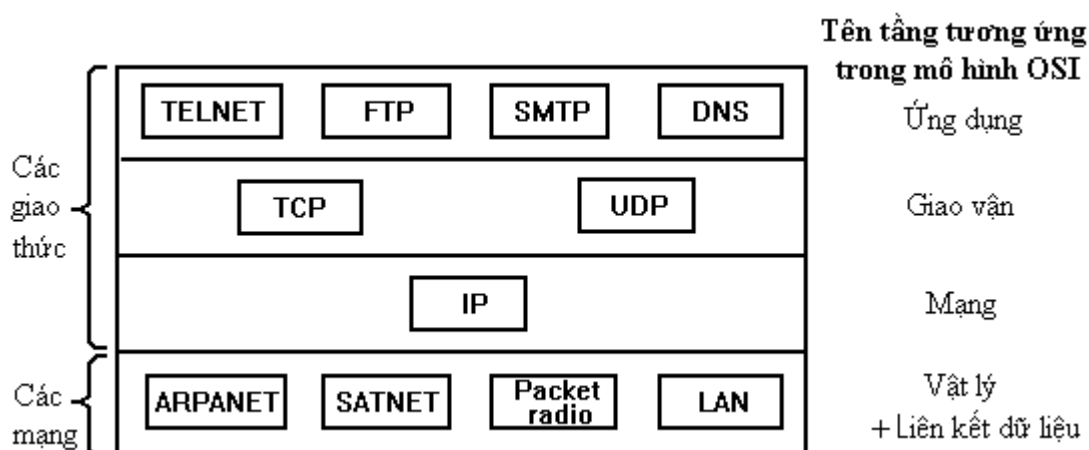 Tên tầng tương ứng
trong mô hình OSI
TELNET FTP SMTP DNS Ứng dụng
Các
giao
thức
TCP UDP Giao vận
IP Mạng
Các
mạng
ARPANET SATNET Packet
radio LAN Vật lý
+Liên kết dữ liệu